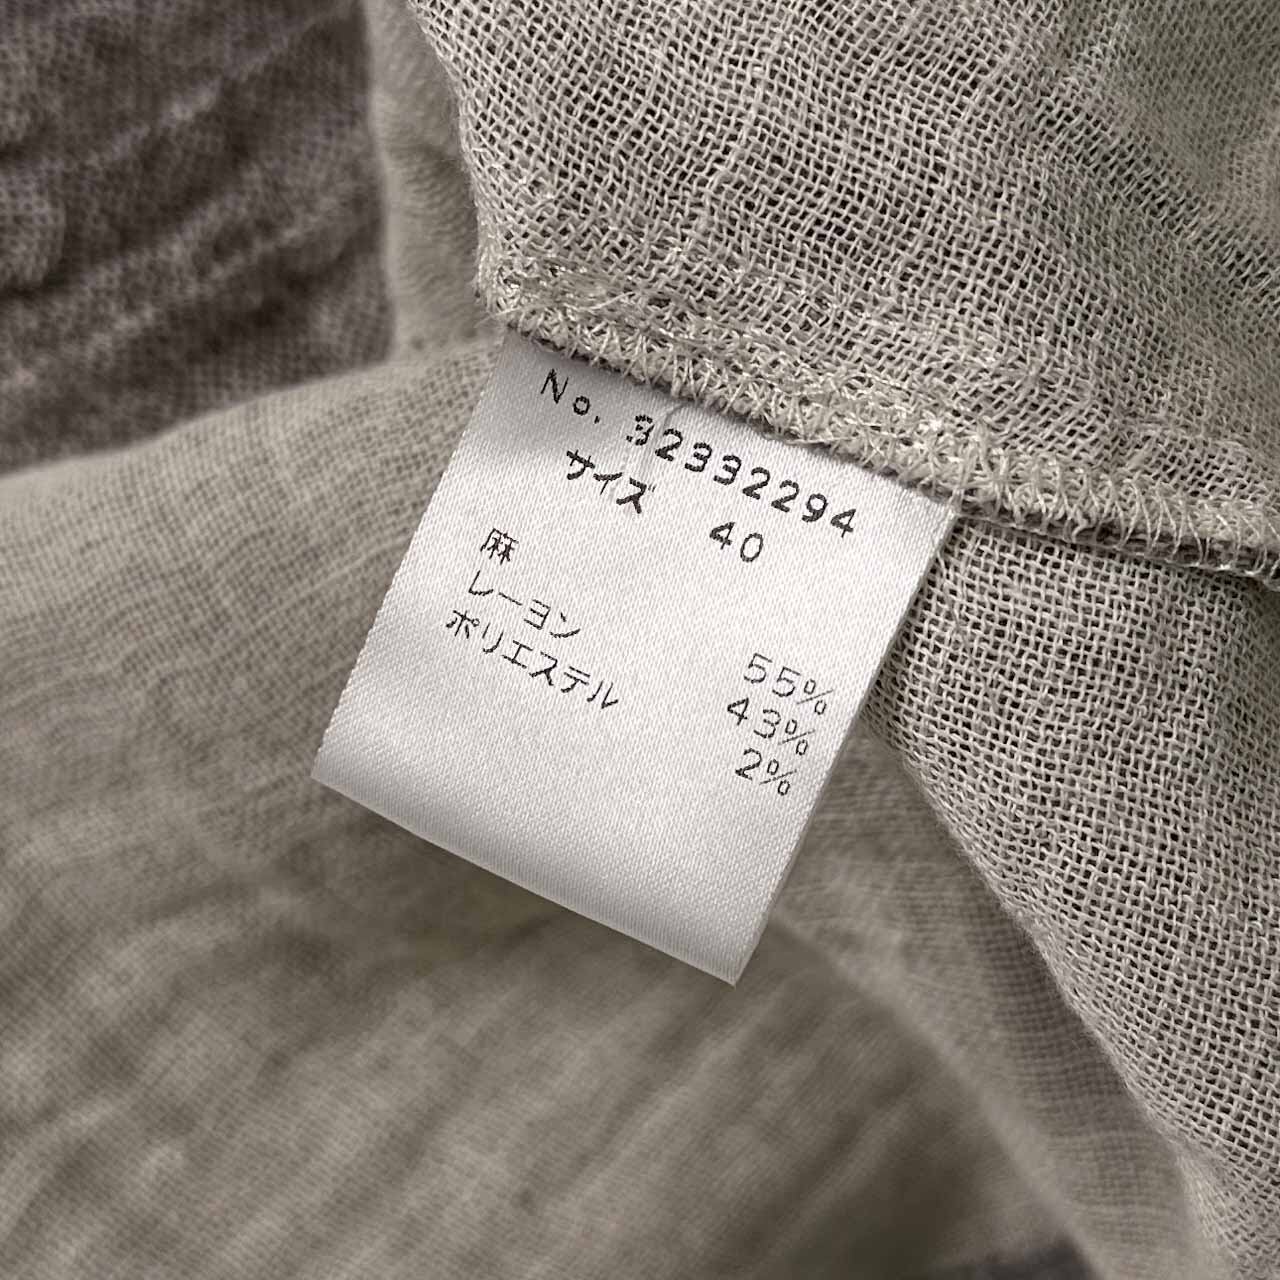 No. 32332294
サイズ 40
麻 55%
レーヨン 43%
ポリエステル 2%